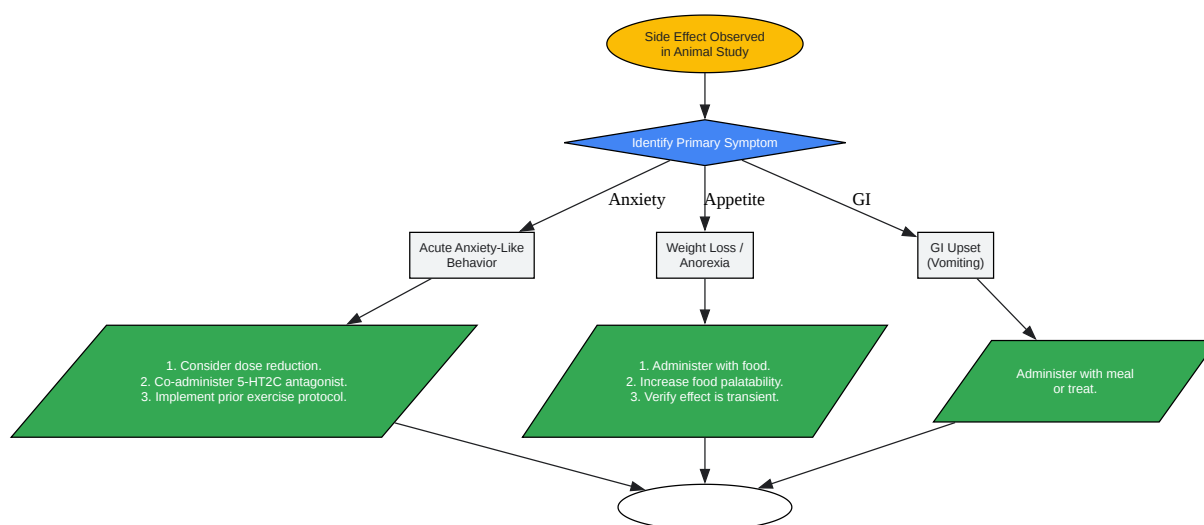 Side Effect Observed
in Animal Study
Identify Primary Symptom
Anxiety
Appetite
GI
Acute Anxiety-Like
Behavior
Weight Loss /
Anorexia
GI Upset
(Vomiting)
1. Consider dose reduction.
2. Co-administer 5-HT2C antagonist.
3. Implement prior exercise protocol.
1. Administer with food.
2. Increase food palatability.
3. Verify effect is transient.
Administer with meal
or treat.